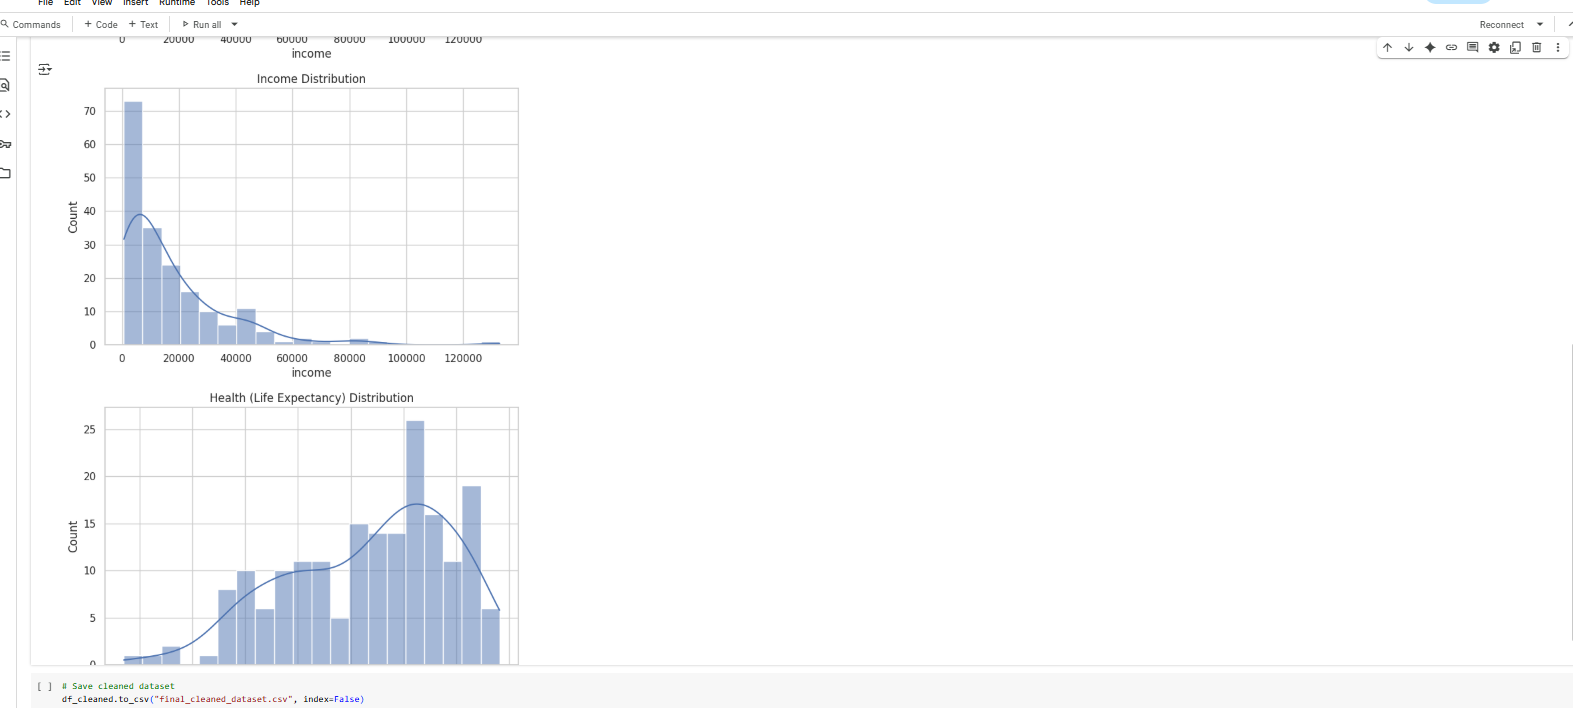 File Edit View Insert Runtime Tools Help
Commands + Code + Text Run all Reconnect
0 20000 40000 60000 80000 100000 120000
income
Income Distribution
70
60
50
40
30
20
10
0
Count
0 20000 40000 60000 80000 100000 120000
income
Health (Life Expectancy) Distribution
25
20
15
10
5
0
Count
[ ] # Save cleaned dataset
df_cleaned.to_csv("final_cleaned_dataset.csv", index=False)